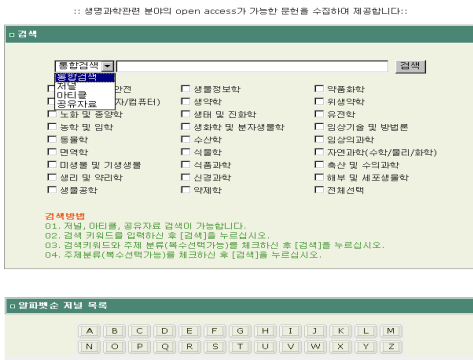 :: 생명과학관련 분야의 open access가 가능한 문헌을 수집하여 제공합니다::
검색
통합검색 검색
통합검색
저널
아티클
공유자료
안전 생물정보학 약품화학
자/컴퓨터) 생약학 위생약학
노화 및 종양학 생태 및 진화학 유전학
농학 및 임학 생화학 및 분자생물학 임상기술 및 방법론
동물학 수산학 임상의과학
면역학 식물학 자연과학(수학/물리/화학)
미생물 및 기생생물 식품과학 축산 및 수의과학
생리 및 약리학 신경과학 해부 및 세포생물학
생물공학 약제학 전체선택
검색방법
01. 저널, 아티클, 공유자료 검색이 가능합니다.
02. 검색 키워드를 입력하신 후 [검색]을 누르십시오.
03. 검색키워드와 주제 분류(복수선택가능)를 체크하신 후 [검색]을 누르십시오.
04. 주제분류(복수선택가능)를 체크하신 후 [검색]을 누르십시오.
알파벳순 저널 목록
A B C D E F G H I J K L M
N O P Q R S T U V W X Y Z